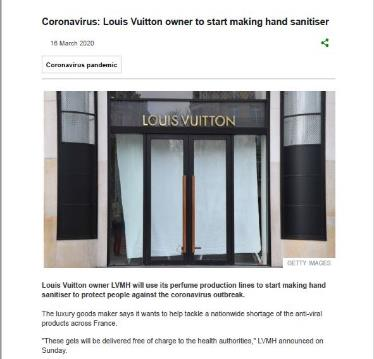 Coronavirus: Louis Vuitton owner to start making hand sanitiser
16 March 2020
Coronavirus pandemic
LOUIS VUITTON
GETTY IMAGES
Louis Vuitton owner LVMH will use its perfume production lines to start making hand
sanitiser to protect people against the coronavirus outbreak.
The luxury goods maker says it wants to help tackle a nationwide shortage of the anti-viral
products across France.
"These gels will be delivered free of charge to the health authorities," LVMH announced on
Sunday.